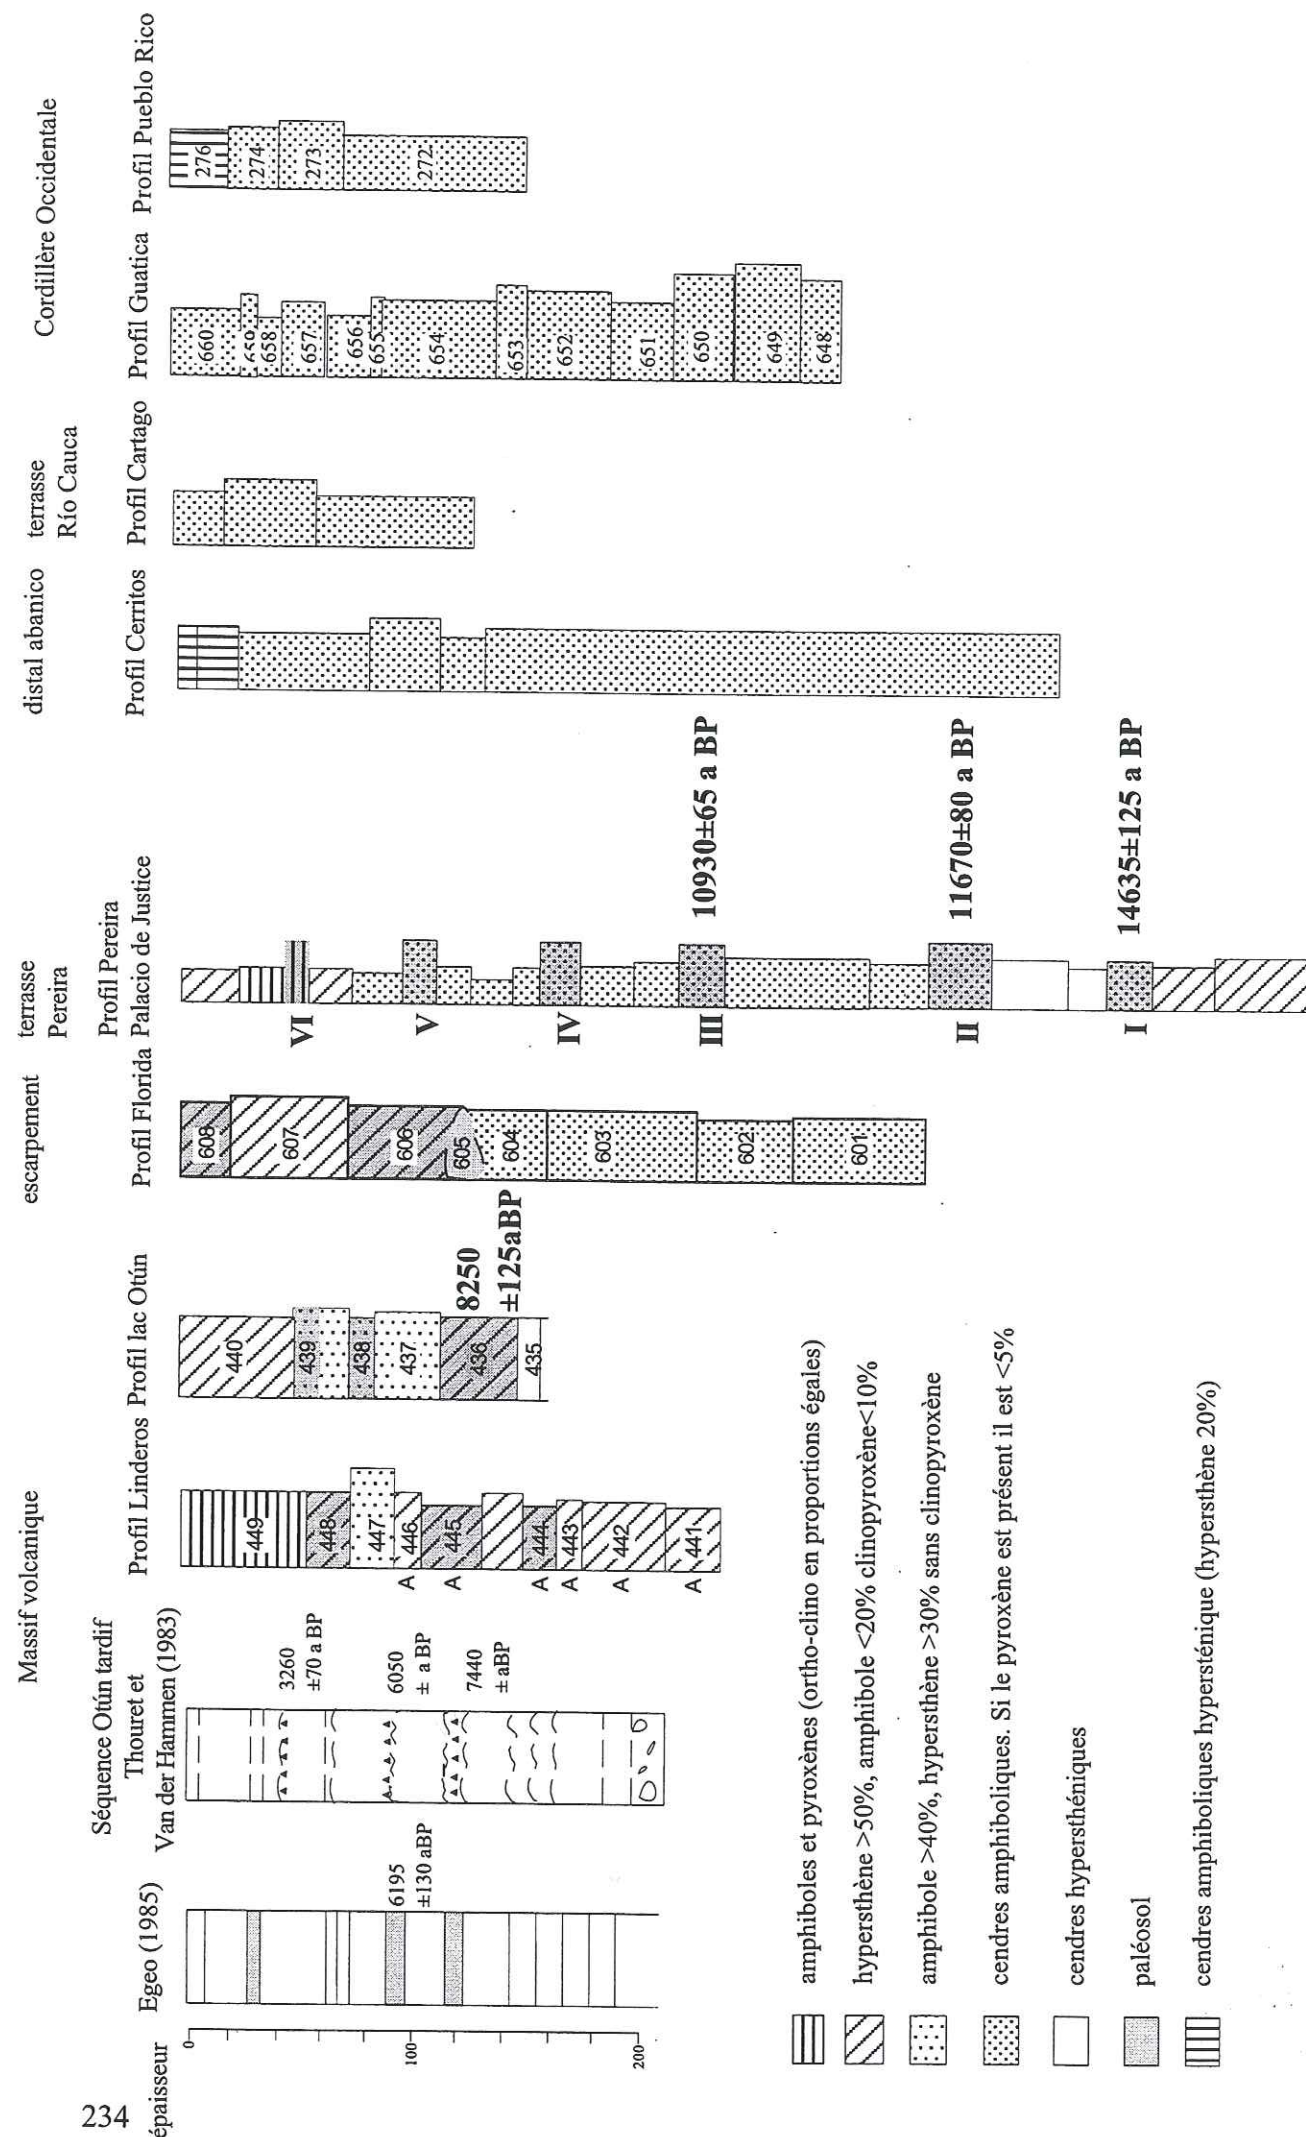 234
Massif volcanique
escarpement
terrasse
Pereira
distal abanico
terrasse
Río Cauca
Cordillère Occidentale
épaisseur
0
100
200
Egeo (1985)
6195
±130 aBP
Séquence Otún tardif
Thouret et
Van der Hammen (1983)
3260
±70 a BP
6050
± a BP
7440
± aBP
Profil Linderos
449
448
447
446
445
444
443
442
441
A
A
A
A
A
A
Profil lac Otún
440
439
438
437
436
435
8250
±125aBP
Profil Florida
608
607
606
605
604
603
602
601
Profil Pereira
Palacio de Justice
VI
V
IV
III
II
I
10930±65 a BP
11670±80 a BP
14635±125 a BP
Profil Cerritos
Profil Cartago
Profil Guatica
660
659
658
657
656
655
654
653
652
651
650
649
648
Profil Pueblo Rico
276
274
273
272
amphiboles et pyroxènes (ortho-clino en proportions égales)
hypersthène >50%, amphibole <20% clinopyroxène<10%
amphibole >40%, hypersthène >30% sans clinopyroxène
cendres amphiboliques. Si le pyroxène est présent il est <5%
cendres hypersthéniques
paléosol
cendres amphiboliques hypersténique (hypersthène 20%)